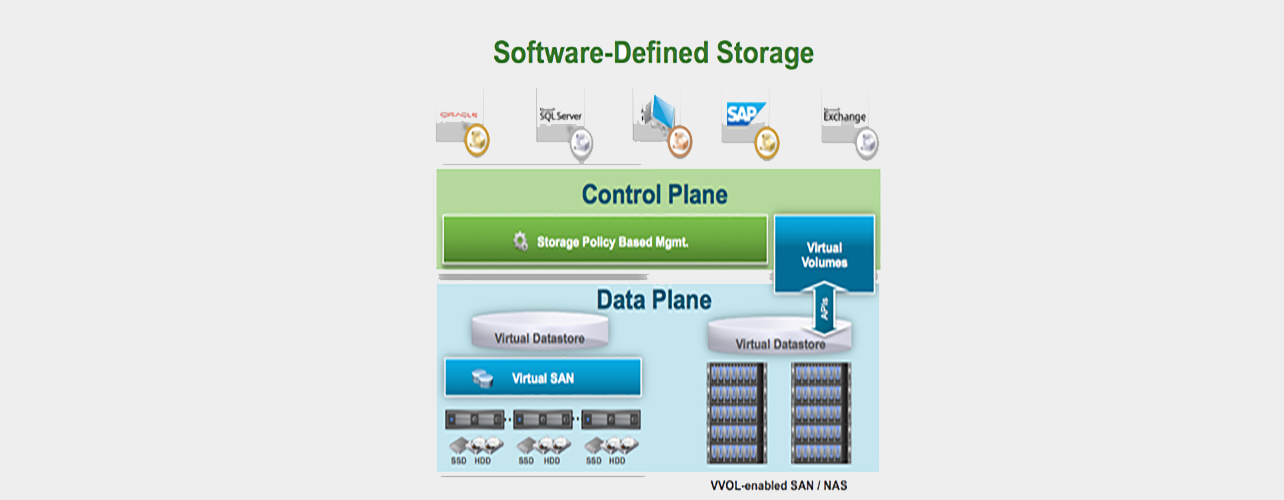 Software-Defined Storage
ORACLE
Microsoft
SQL Server
SAP
Microsoft
Exchange
Control Plane
Storage Policy Based Mgmt.
Virtual
Volumes
APIs
Data Plane
Virtual Datastore
Virtual Datastore
Virtual SAN
SSD HDD SSD HDD SSD HDD
VVOL-enabled SAN / NAS